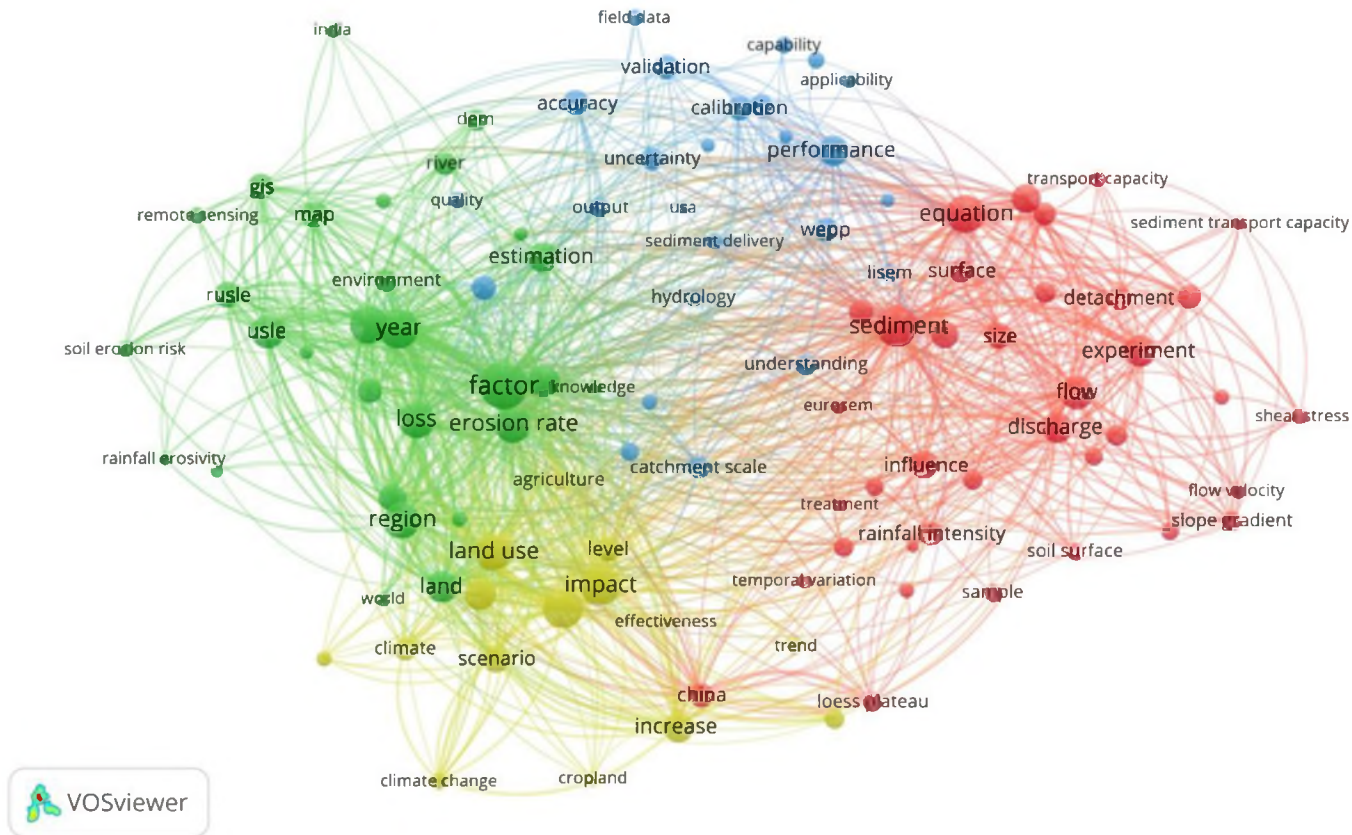 field data
india
capability
validation
applicability
accuracy
calibration
dem
performance
uncertainty
river
transport capacity
gis
quality
output
usa
remote sensing
map
equation
sediment transport capacity
wepp
sediment delivery
estimation
lisem
surface
environment
rusle
hydrology
detachment
usle
year
sediment
size
soil erosion risk
experiment
understanding
factor
knowledge
flow
eurosem
loss
erosion rate
discharge
shear stress
rainfall erosivity
catchment scale
influence
agriculture
flow velocity
treatment
region
slope gradient
rainfall intensity
land use
level
soil surface
temporal variation
land
impact
sample
world
effectiveness
climate
trend
scenario
china
loess plateau
increase
climate change
cropland
VOSviewer